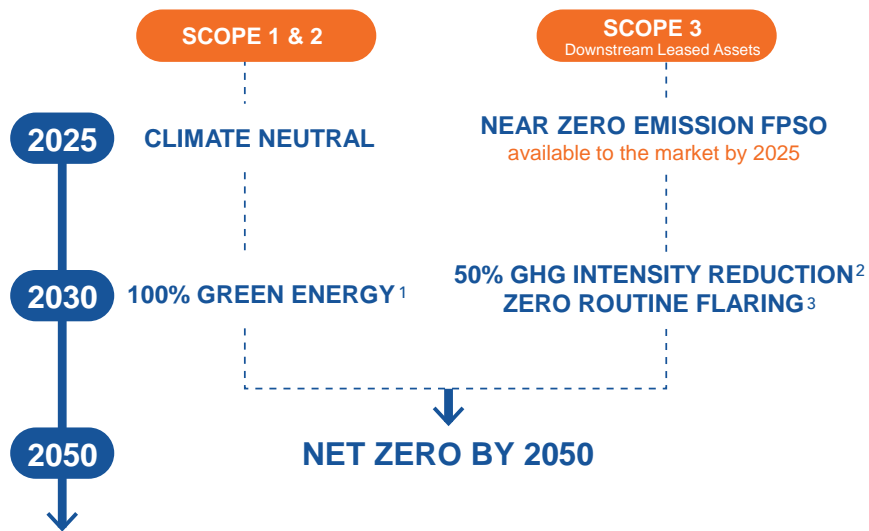 SCOPE 1 & 2
SCOPE 3
Downstream Leased Assets
2025
CLIMATE NEUTRAL
NEAR ZERO EMISSION FPSO
available to the market by 2025
2030
100% GREEN ENERGY 1
50% GHG INTENSITY REDUCTION 2
ZERO ROUTINE FLARING 3
2050
NET ZERO BY 2050